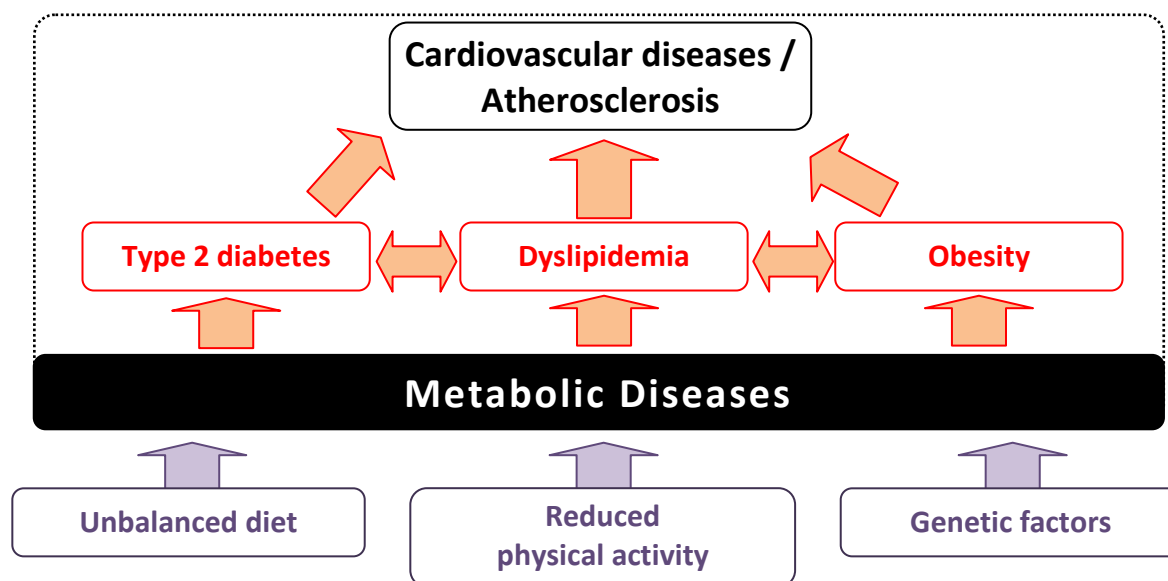 Cardiovascular diseases /
Atherosclerosis
Type 2 diabetes
Dyslipidemia
Obesity
Metabolic Diseases
Unbalanced diet
Reduced
physical activity
Genetic factors